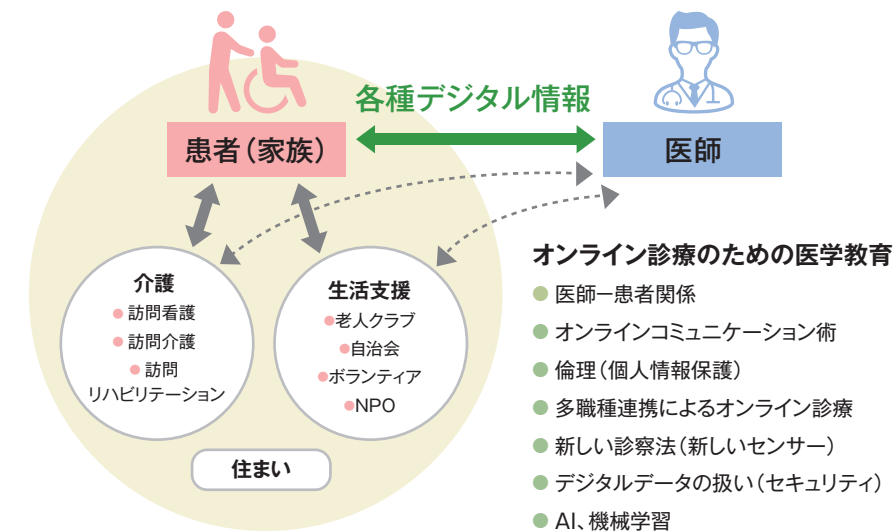 各種デジタル情報
患者（家族）
医師
介護
● 訪問看護
● 訪問介護
● 訪問
リハビリテーション
生活支援
●老人クラブ
●自治会
●ボランティア
●NPO
住まい
オンライン診療のための医学教育
● 医師ー患者関係
● オンラインコミュニケーション術
● 倫理（個人情報保護）
● 多職種連携によるオンライン診療
● 新しい診察法（新しいセンサー）
● デジタルデータの扱い（セキュリティ）
● AI、機械学習